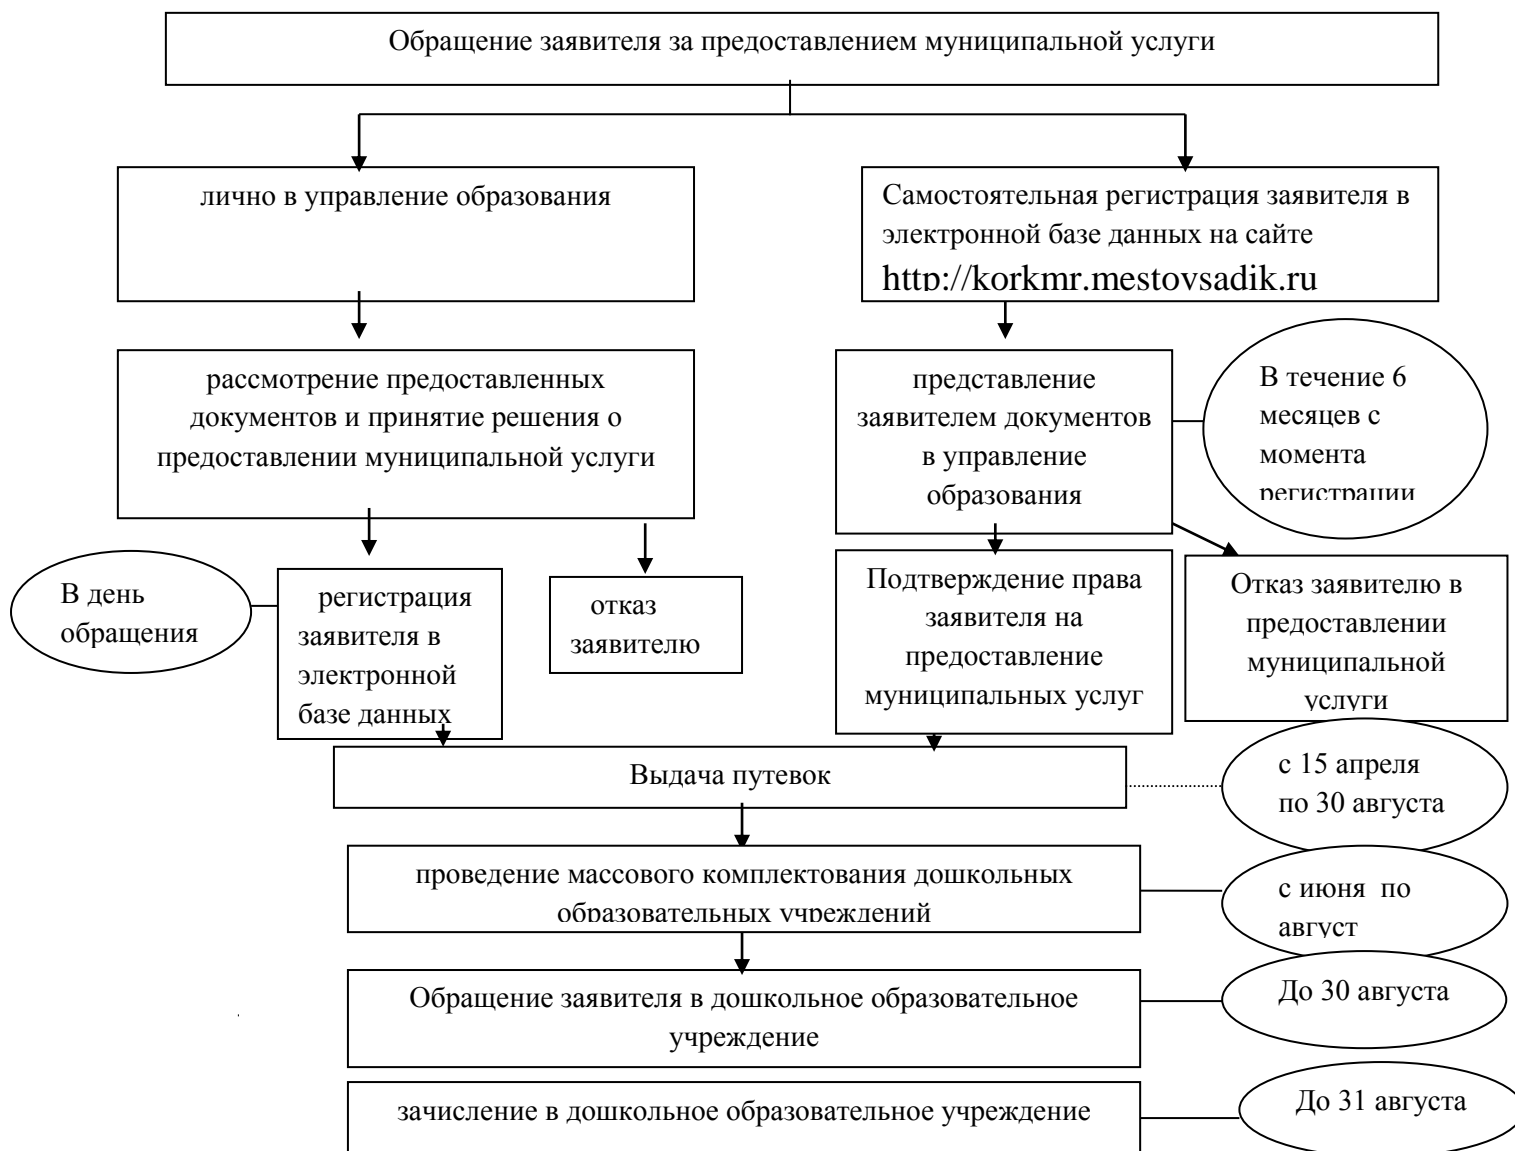 Обращение заявителя за предоставлением муниципальной услуги
лично в управление образования
Самостоятельная регистрация заявителя в
электронной базе данных на сайте
http://korkmr.mestovsadik.ru
рассмотрение предоставленных
документов и принятие решения о
предоставлении муниципальной услуги
представление
заявителем документов
в управление
образования
В течение 6
месяцев с
момента
регистрации
В день
обращения
регистрация
заявителя в
электронной
базе данных
отказ
заявителю
Подтверждение права
заявителя на
предоставление
муниципальных услуг
Отказ заявителю в
предоставлении
муниципальной
услуги
Выдача путевок
с 15 апреля
по 30 августа
проведение массового комплектования дошкольных
образовательных учреждений
с июня по
август
Обращение заявителя в дошкольное образовательное
учреждение
До 30 августа
зачисление в дошкольное образовательное учреждение
До 31 августа